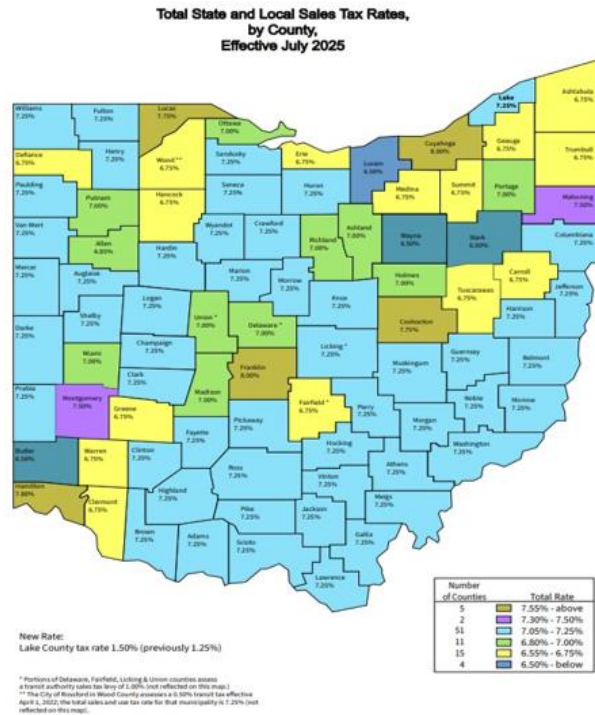 Total State and Local Sales Tax Rates,
by County,
Effective July 2025
Williams
7.25%
Fulton
7.25%
Lucas
7.75%
Ottawa
7.00%
Lake
7.25%
Ashtabula
6.75%
Defiance
6.75%
Henry
7.25%
Wood **
6.75%
Sandusky
7.25%
Erie
6.75%
Lorain
6.50%
Cuyahoga
8.00%
Geauga
6.75%
Trumbull
6.75%
Paulding
7.25%
Putnam
7.00%
Hancock
6.75%
Seneca
7.25%
Huron
7.25%
Medina
6.75%
Summit
6.75%
Portage
7.00%
Mahoning
7.50%
Van Wert
7.25%
Allen
6.85%
Hardin
7.25%
Wyandot
7.25%
Crawford
7.25%
Richland
7.00%
Ashland
7.00%
Wayne
6.50%
Stark
Columbiana
7.25%
Mercer
7.25%
Auglaize
7.25%
Marion
7.25%
Morrow
7.25%
Holmes
7.00%
Tuscarawas
6.75%
Carroll
6.75%
Jefferson
7.25%
Logan
7.25%
Shelby
7.25%
Union *
7.00%
Delaware *
7.00%
Knox
7.25%
Coshocton
7.75%
Harrison
7.25%
Darke
7.25%
Miami
7.00%
Champaign
7.25%
Clark
7.25%
Madison
7.00%
Franklin
8.00%
Licking *
7.25%
Muskingum
7.25%
Guernsey
7.25%
Belmont
7.25%
Preble
7.25%
Montgomery
7.50%
Greene
6.75%
Fayette
7.25%
Pickaway
7.25%
Fairfield *
6.75%
Perry
7.25%
Morgan
7.25%
Noble
7.25%
Monroe
7.25%
Butler
6.50%
Warren
6.75%
Clinton
7.25%
Ross
7.25%
Hocking
7.25%
Athens
7.25%
Washington
7.25%
Hamilton
7.80%
Clermont
6.75%
Highland
7.25%
Vinton
7.25%
Meigs
7.25%
Brown
7.25%
Adams
7.25%
Pike
7.25%
Scioto
7.25%
Jackson
7.25%
Gallia
7.25%
Lawrence
7.25%
Number
of Counties Total Rate
5 7.55% - above
2 7.30% - 7.50%
51 7.05% - 7.25%
11 6.80% - 7.00%
15 6.55% - 6.75%
4 6.50% - below
New Rate:
Lake County tax rate 1.50% (previously 1.25%)
* Portions of Delaware, Fairfield, Licking & Union counties assess
a transit authority sales tax levy of 1.00% (not reflected on this map.)
** The City of Rossford in Wood County assesses a 0.50% transit tax effective
April 1, 2022; the total sales and use tax rate for that municipality is 7.25% (not
reflected on this map).